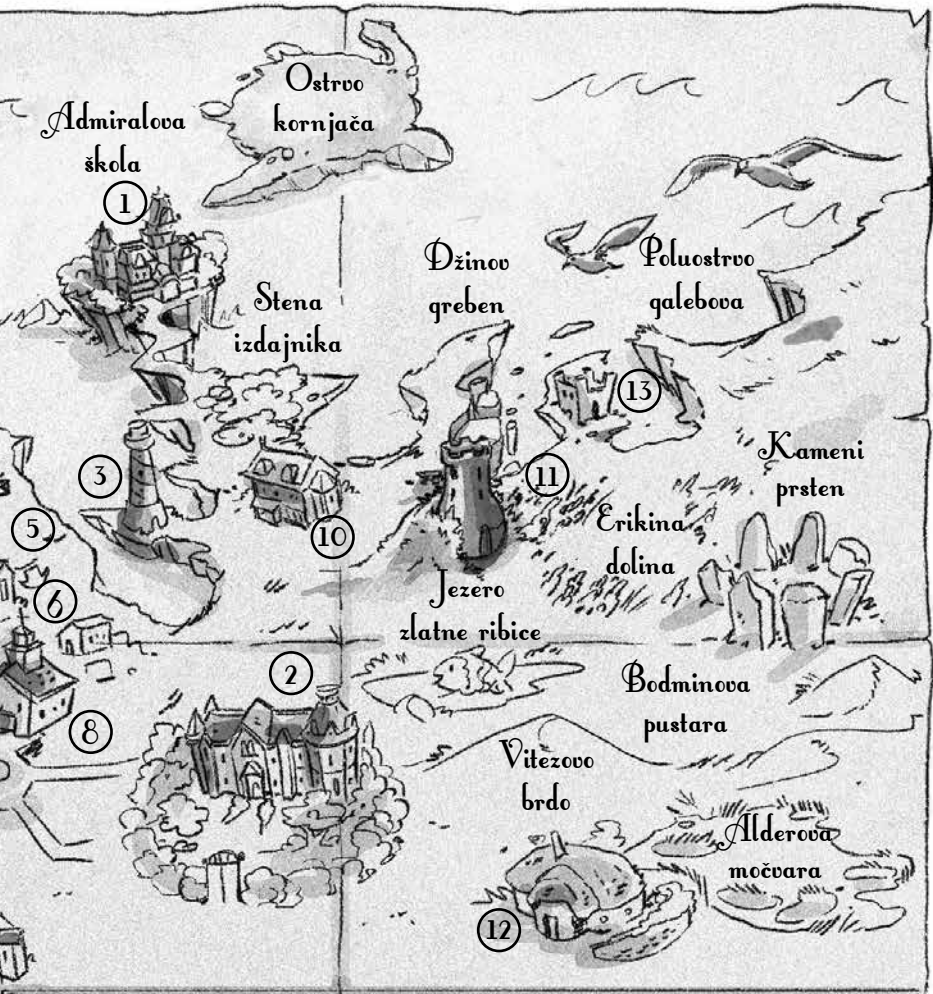 Ostrvo
kornjača
Admiralova
škola
1
Džinov
greben
Poluostrvo
galebova
Stena
izdajnika
13
Kameni
prsten
3
11
5
10
Erikina
dolina
6
Jezero
zlatne ribice
2
Bodminova
pustara
8
Vitezovo
brdo
Alderova
močvara
12